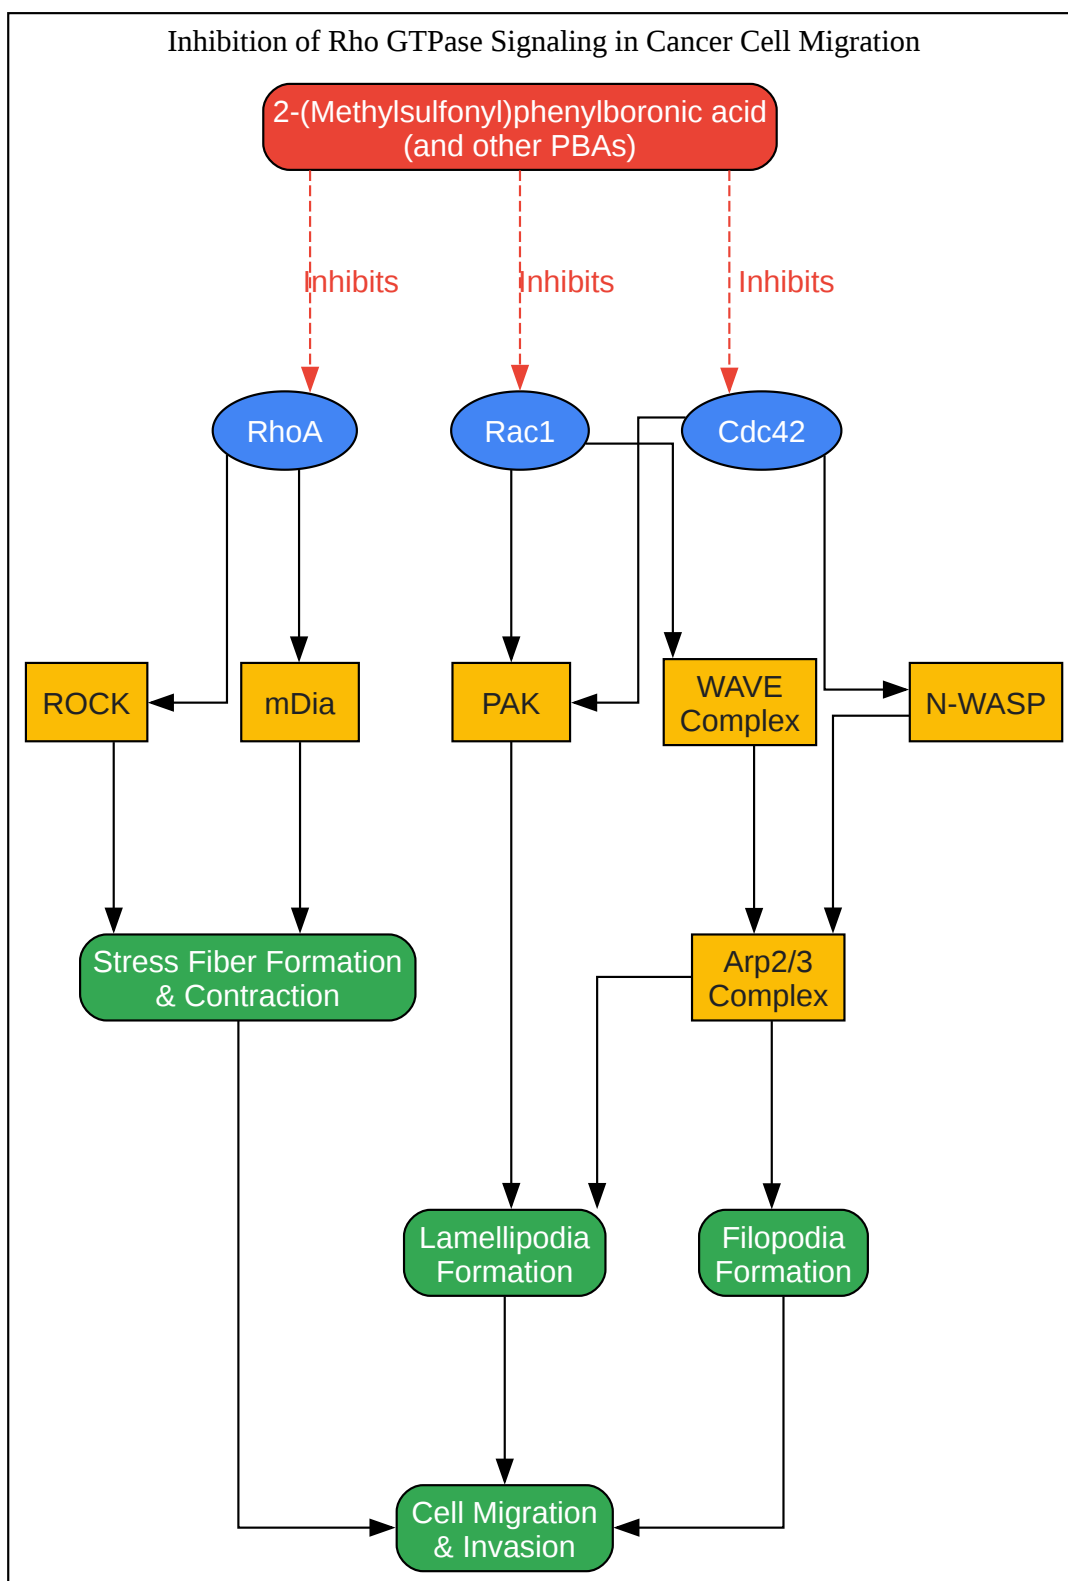 Inhibition of Rho GTPase Signaling in Cancer Cell Migration
2-(Methylsulfonyl)phenylboronic acid
(and other PBAs)
Inhibits
Inhibits
Inhibits
RhoA
Rac1
Cdc42
ROCK
mDia
PAK
WAVE
Complex
N-WASP
Stress Fiber Formation
& Contraction
Arp2/3
Complex
Lamellipodia
Formation
Filopodia
Formation
Cell Migration
& Invasion